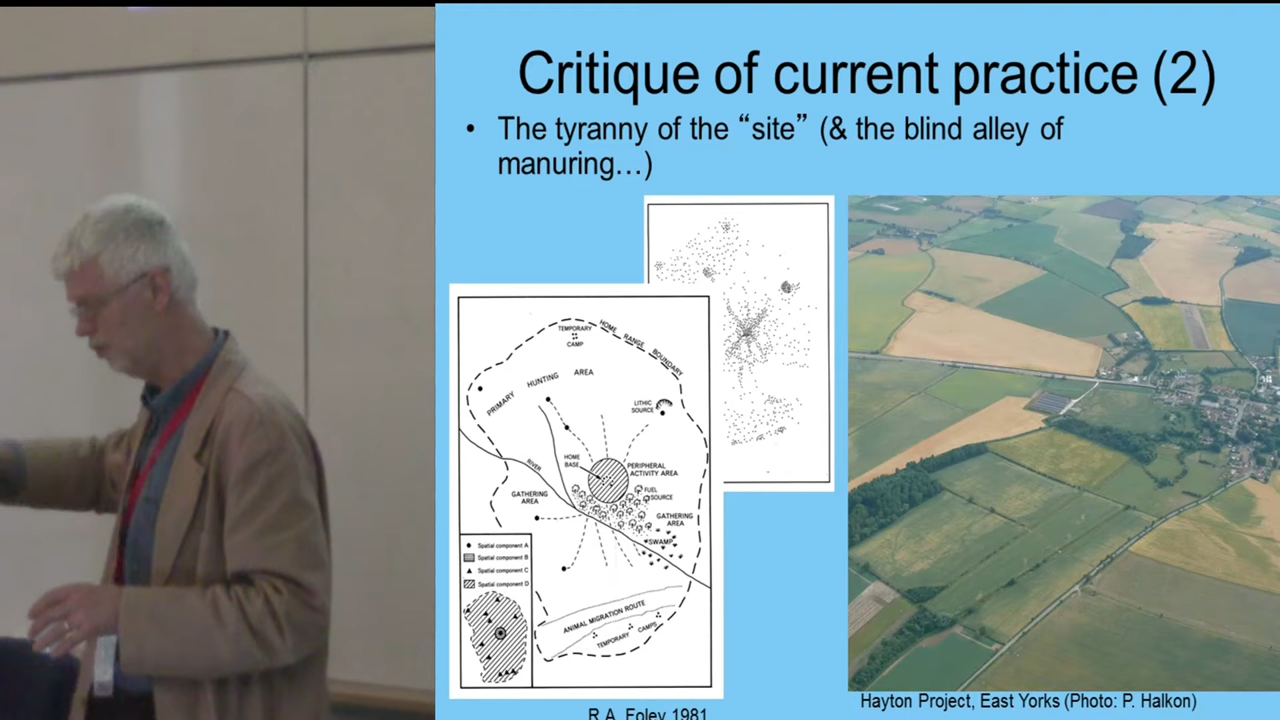 Critique of current practice (2)
• The tyranny of the “site” (& the blind alley of
manuring…)
TEMPORARY
CAMP
HOME RANGE BOUNDARY
PRIMARY HUNTING AREA
LITHIC
SOURCE
HOME
BASE
RIVER
PERIPHERAL
ACTIVITY AREA
GATHERING
AREA
FUEL
SOURCE
GATHERING
AREA
SWAMP
Spatial component A
Spatial component B
Spatial component C
Spatial component D
ANIMAL MIGRATION ROUTE
TEMPORARY CAMPS
R.A. Foley 1981
Hayton Project, East Yorks (Photo: P. Halkon)